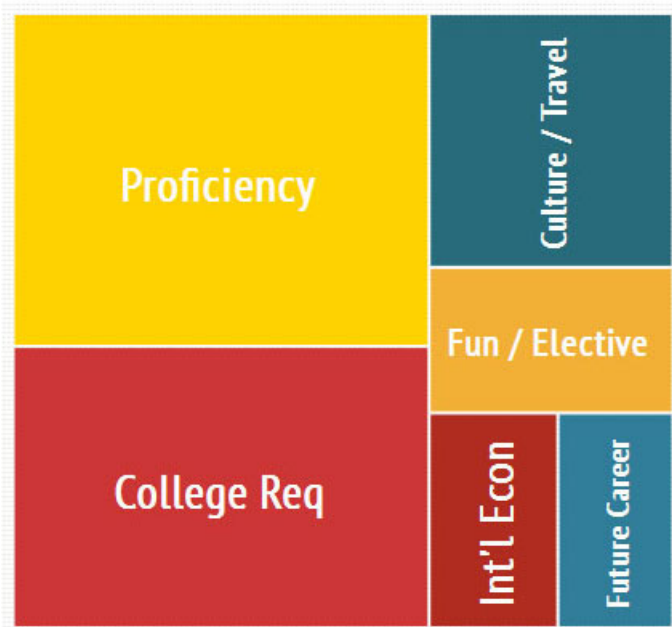 Proficiency
College Req
Culture / Travel
Fun / Elective
Int'l Econ
Future Career